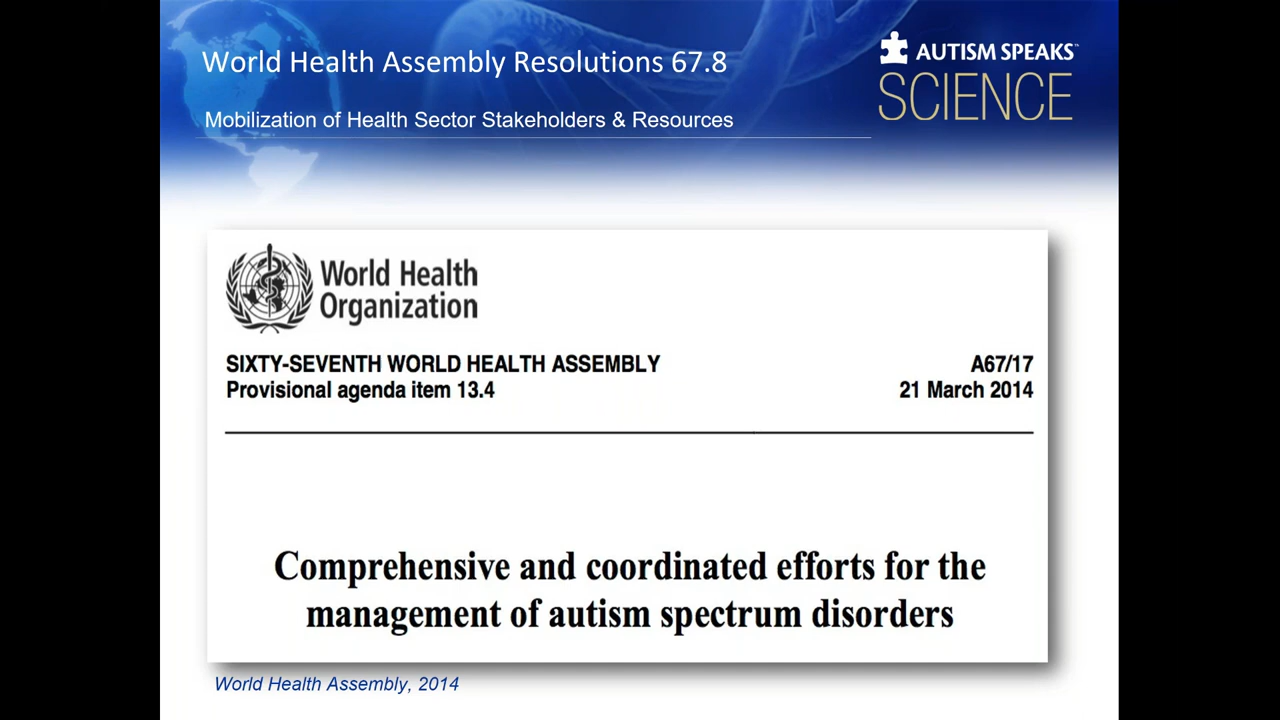 World Health Assembly Resolutions 67.8
AUTISM SPEAKS™
SCIENCE
Mobilization of Health Sector Stakeholders & Resources
World Health
Organization
SIXTY-SEVENTH WORLD HEALTH ASSEMBLY A67/17
Provisional agenda item 13.4 21 March 2014
Comprehensive and coordinated efforts for the
management of autism spectrum disorders
World Health Assembly, 2014